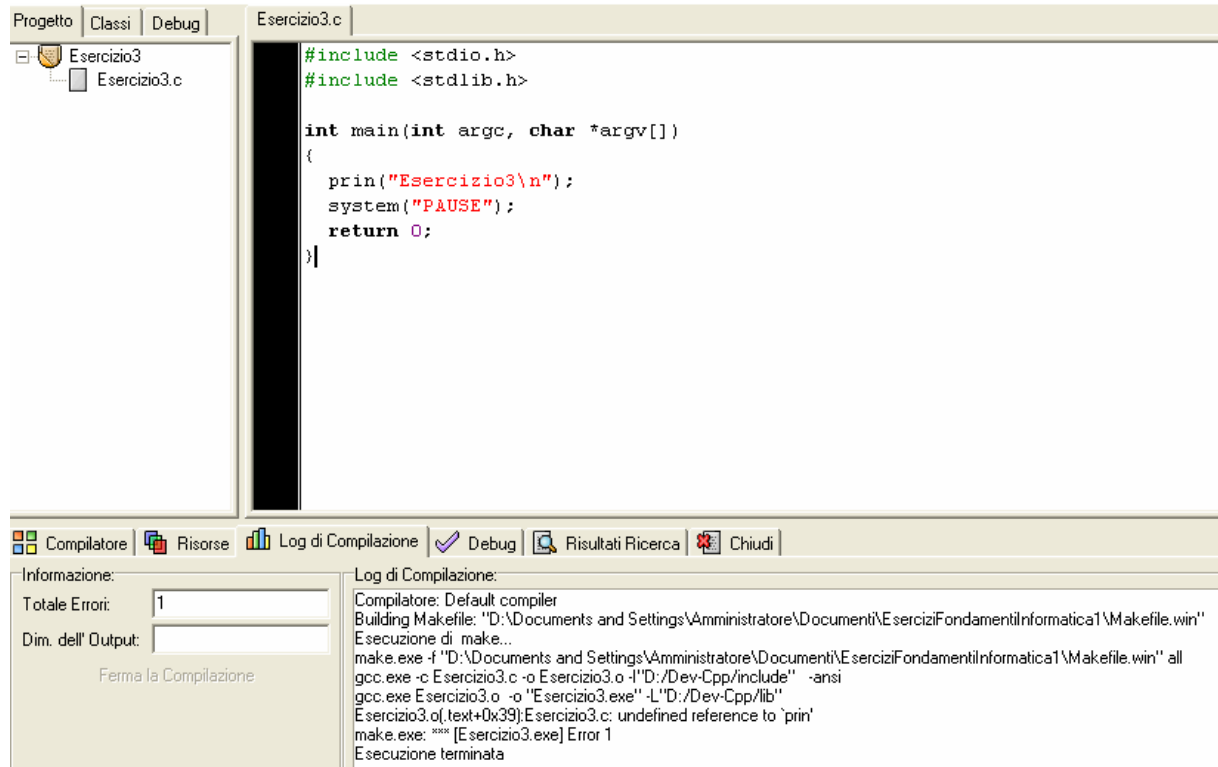 Progetto Classi Debug
Esercizio3.c
Esercizio3
Esercizio3.c
#include <stdio.h>
#include <stdlib.h>
int main(int argc, char *argv[])
{
prin("Esercizio3\n");
system("PAUSE");
return 0;
}
Compilatore Risorse Log di Compilazione Debug Risultati Ricerca Chiudi
Informazione:
Totale Errori: 1
Dim. dell' Output:
Ferma la Compilazione
Log di Compilazione:
Compilatore: Default compiler
Building Makefile: "D:\Documents and Settings\Amministratore\Documenti\EserciziFondamentiInformatica1\Makefile.win"
Esecuzione di make...
make.exe -f "D:\Documents and Settings\Amministratore\Documenti\EserciziFondamentiInformatica1\Makefile.win" all
gcc.exe -c Esercizio3.c -o Esercizio3.o -I"D:/Dev-Cpp/include" -ansi
gcc.exe Esercizio3.o -o "Esercizio3.exe" -L"D:/Dev-Cpp/lib"
Esercizio3.o(.text+0x39):Esercizio3.c: undefined reference to `prin'
make.exe: *** [Esercizio3.exe] Error 1
Esecuzione terminata